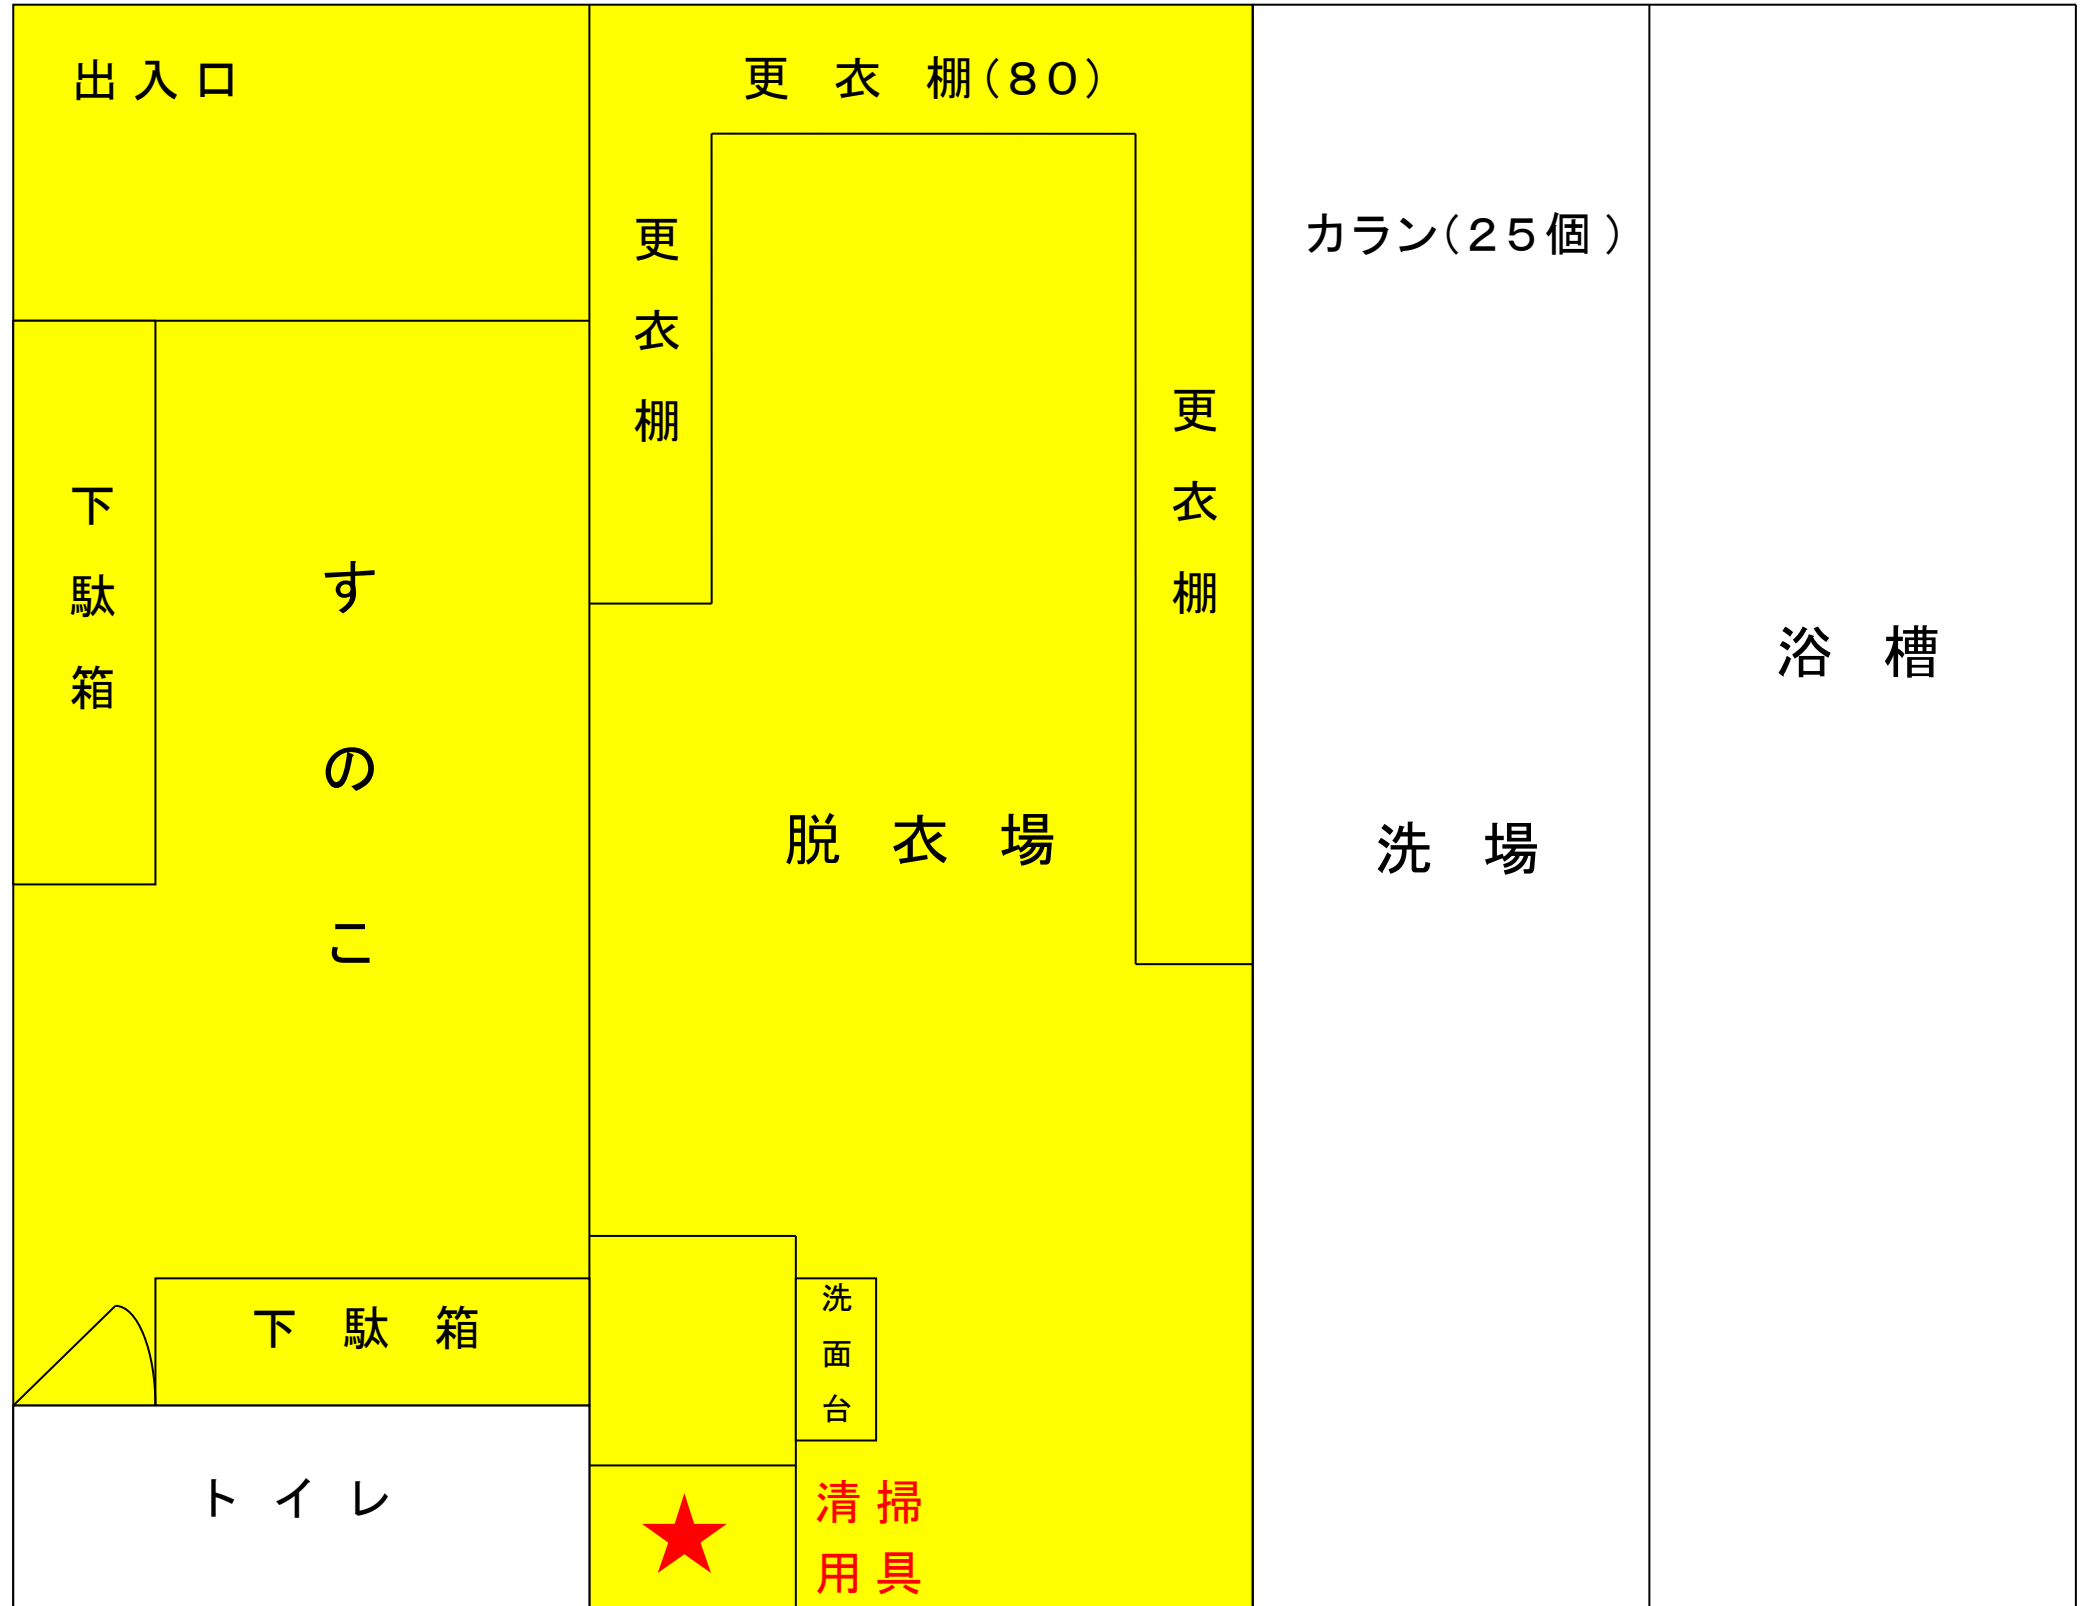 出入口
更　衣　棚（８０）
更衣棚
カラン（２５個）
更衣棚
下駄箱
すのこ
浴　槽
脱　衣　場
洗　場
下　駄　箱
洗面台
トイレ
清掃
用具